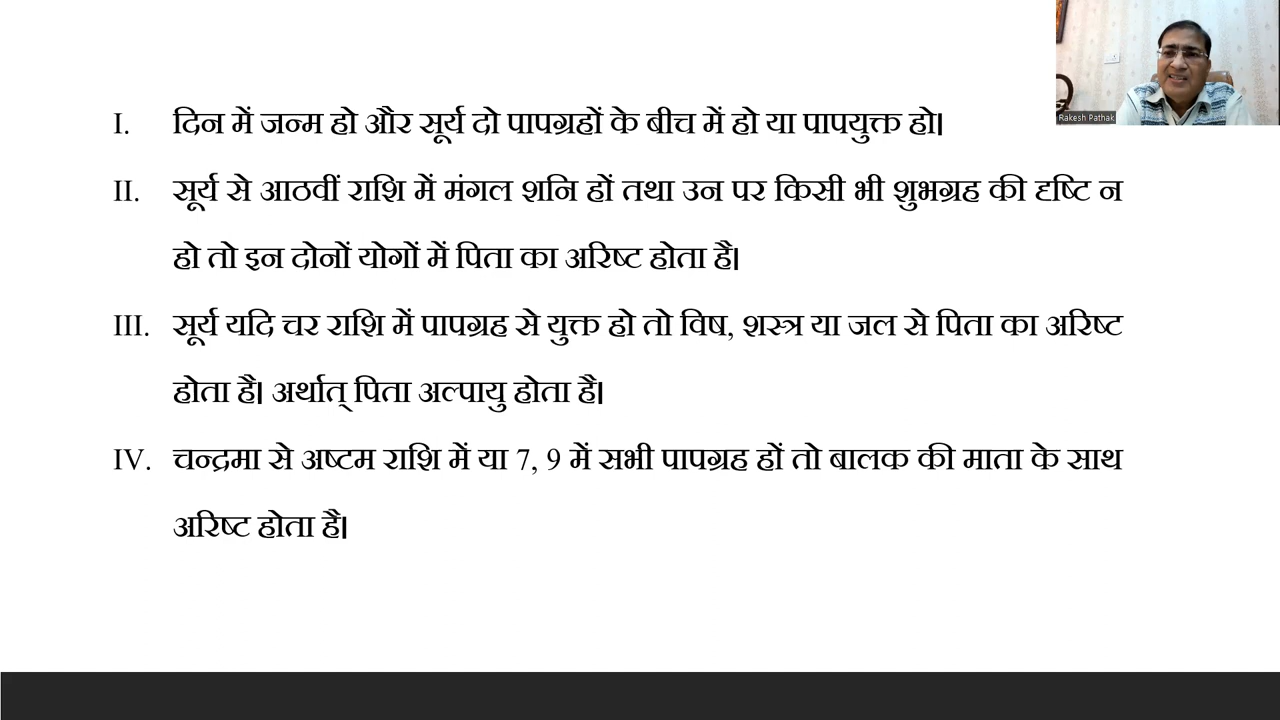 Rakesh Pathak
I. दिन में जन्म हो और सूर्य दो पापग्रहों के बीच में हो या पापयुक्त हो।
II. सूर्य से आठवीं राशि में मंगल शनि हों तथा उन पर किसी भी शुभग्रह की दृष्टि न
हो तो इन दोनों योगों में पिता का अरिष्ट होता है।
III. सूर्य यदि चर राशि में पापग्रह से युक्त हो तो विष, शस्त्र या जल से पिता का अरिष्ट
होता है। अर्थात् पिता अल्पायु होता है।
IV. चन्द्रमा से अष्टम राशि में या 7, 9 में सभी पापग्रह हों तो बालक की माता के साथ
अरिष्ट होता है।